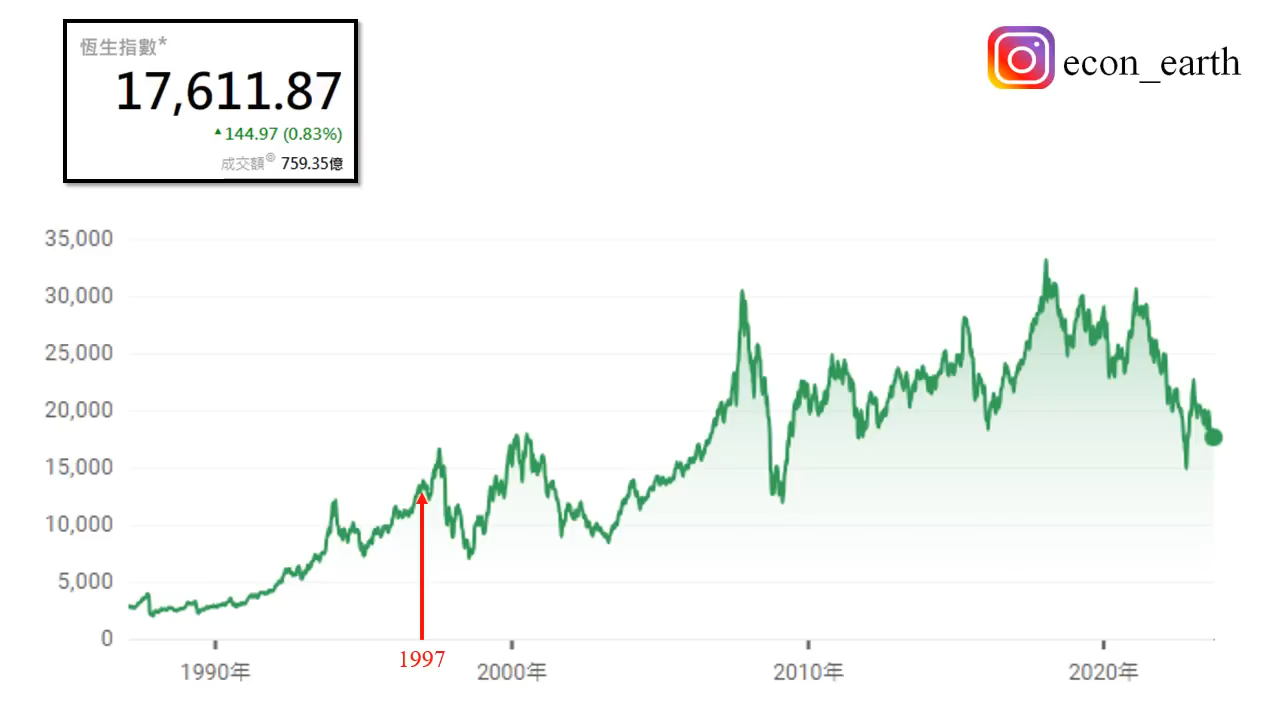 恆生指數*
17,611.87
▲144.97 (0.83%)
成交額◎ 759.35億
econ_earth
35,000
30,000
25,000
20,000
15,000
10,000
5,000
0
1990年
1997
2000年
2010年
2020年